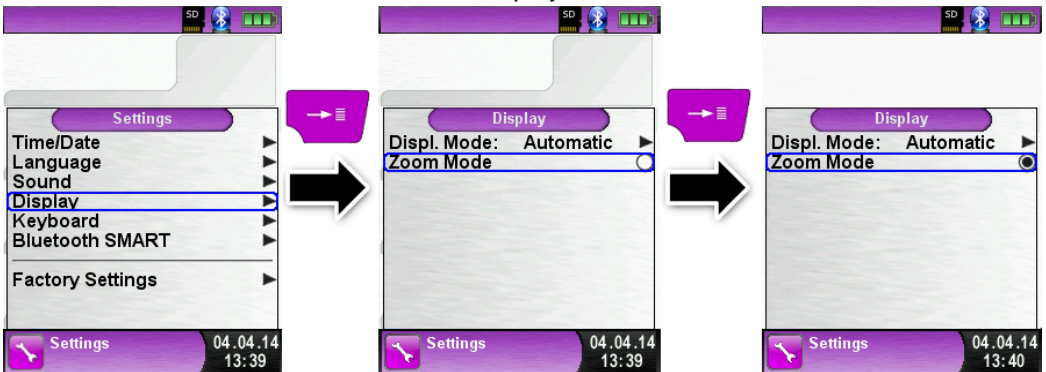 SD
Settings
Time/Date
Language
Sound
Display
Keyboard
Bluetooth SMART
Factory Settings
Settings
04.04.14
13:39
SD
Display
Displ. Mode: Automatic
Zoom Mode
Settings
04.04.14
13:39
SD
Display
Displ. Mode: Automatic
Zoom Mode
Settings
04.04.14
13:40